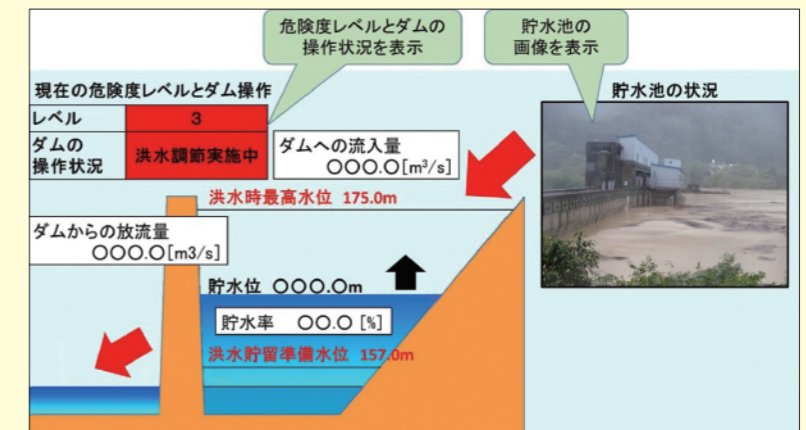 危険度レベルとダムの
操作状況を表示
貯水池の
画像を表示
現在の危険度レベルとダム操作
レベル 3
ダムの
操作状況 洪水調節実施中
貯水池の状況
ダムへの流入量
〇〇〇.〇[m³/s]
洪水時最高水位 175.0m
ダムからの放流量
〇〇〇.〇[m3/s]
貯水位 〇〇〇.〇m
貯水率 〇〇.〇 [%]
洪水貯留準備水位 157.0m